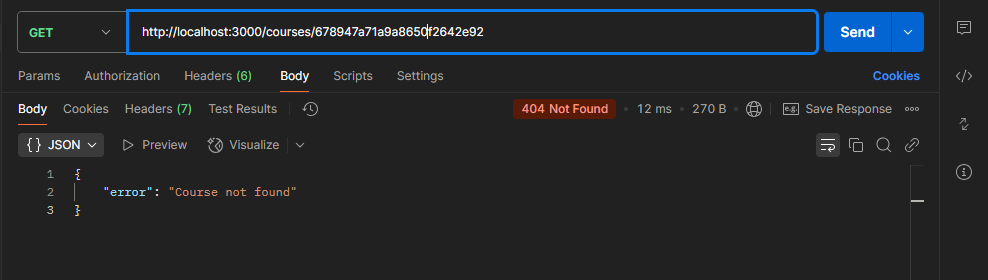 GET http://localhost:3000/courses/678947a71a9a8650f2642e92 Send
Params Authorization Headers (6) Body Scripts Settings Cookies
Body Cookies Headers (7) Test Results 404 Not Found • 12 ms • 270 B • e.g. Save Response
{ } JSON Preview Visualize
1 {
2 "error": "Course not found"
3 }